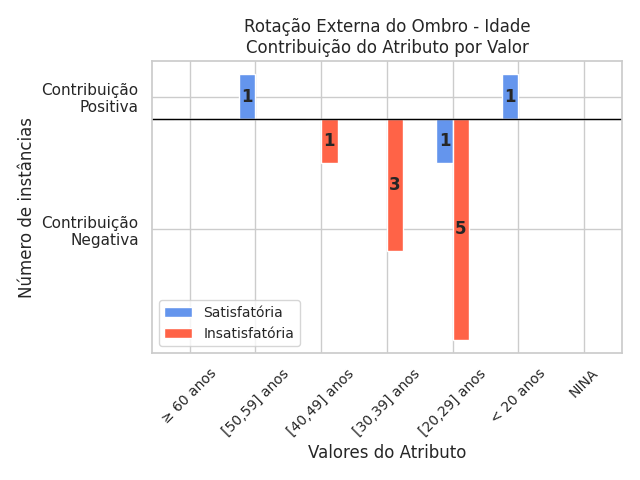 Rotação Externa do Ombro - Idade
Contribuição do Atributo por Valor
Contribuição
Positiva
Contribuição
Negativa
Número de instâncias
1
1
1
1
3
5
Satisfatória
Insatisfatória
≥ 60 anos
[50,59] anos
[40,49] anos
[30,39] anos
[20,29] anos
< 20 anos
NINA
Valores do Atributo